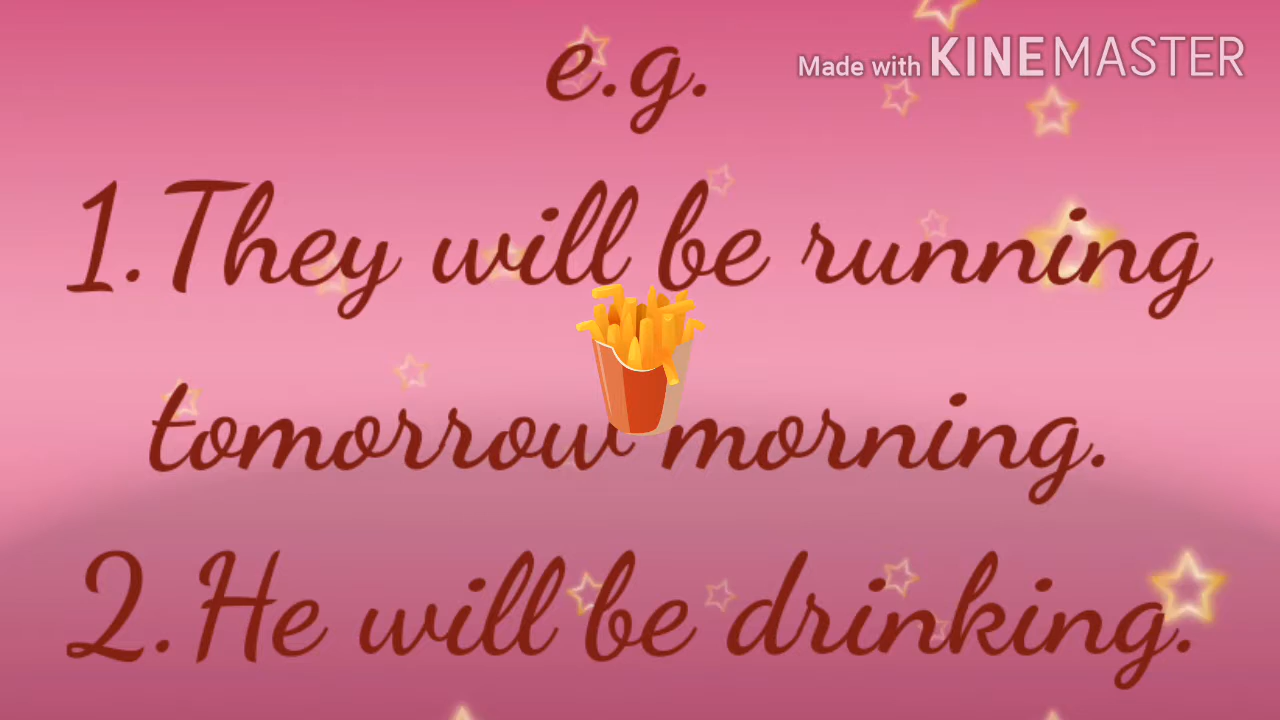 e.g.
Made with KINEMASTER
1.They will be running
tomorrow morning.
2.He will be drinking.